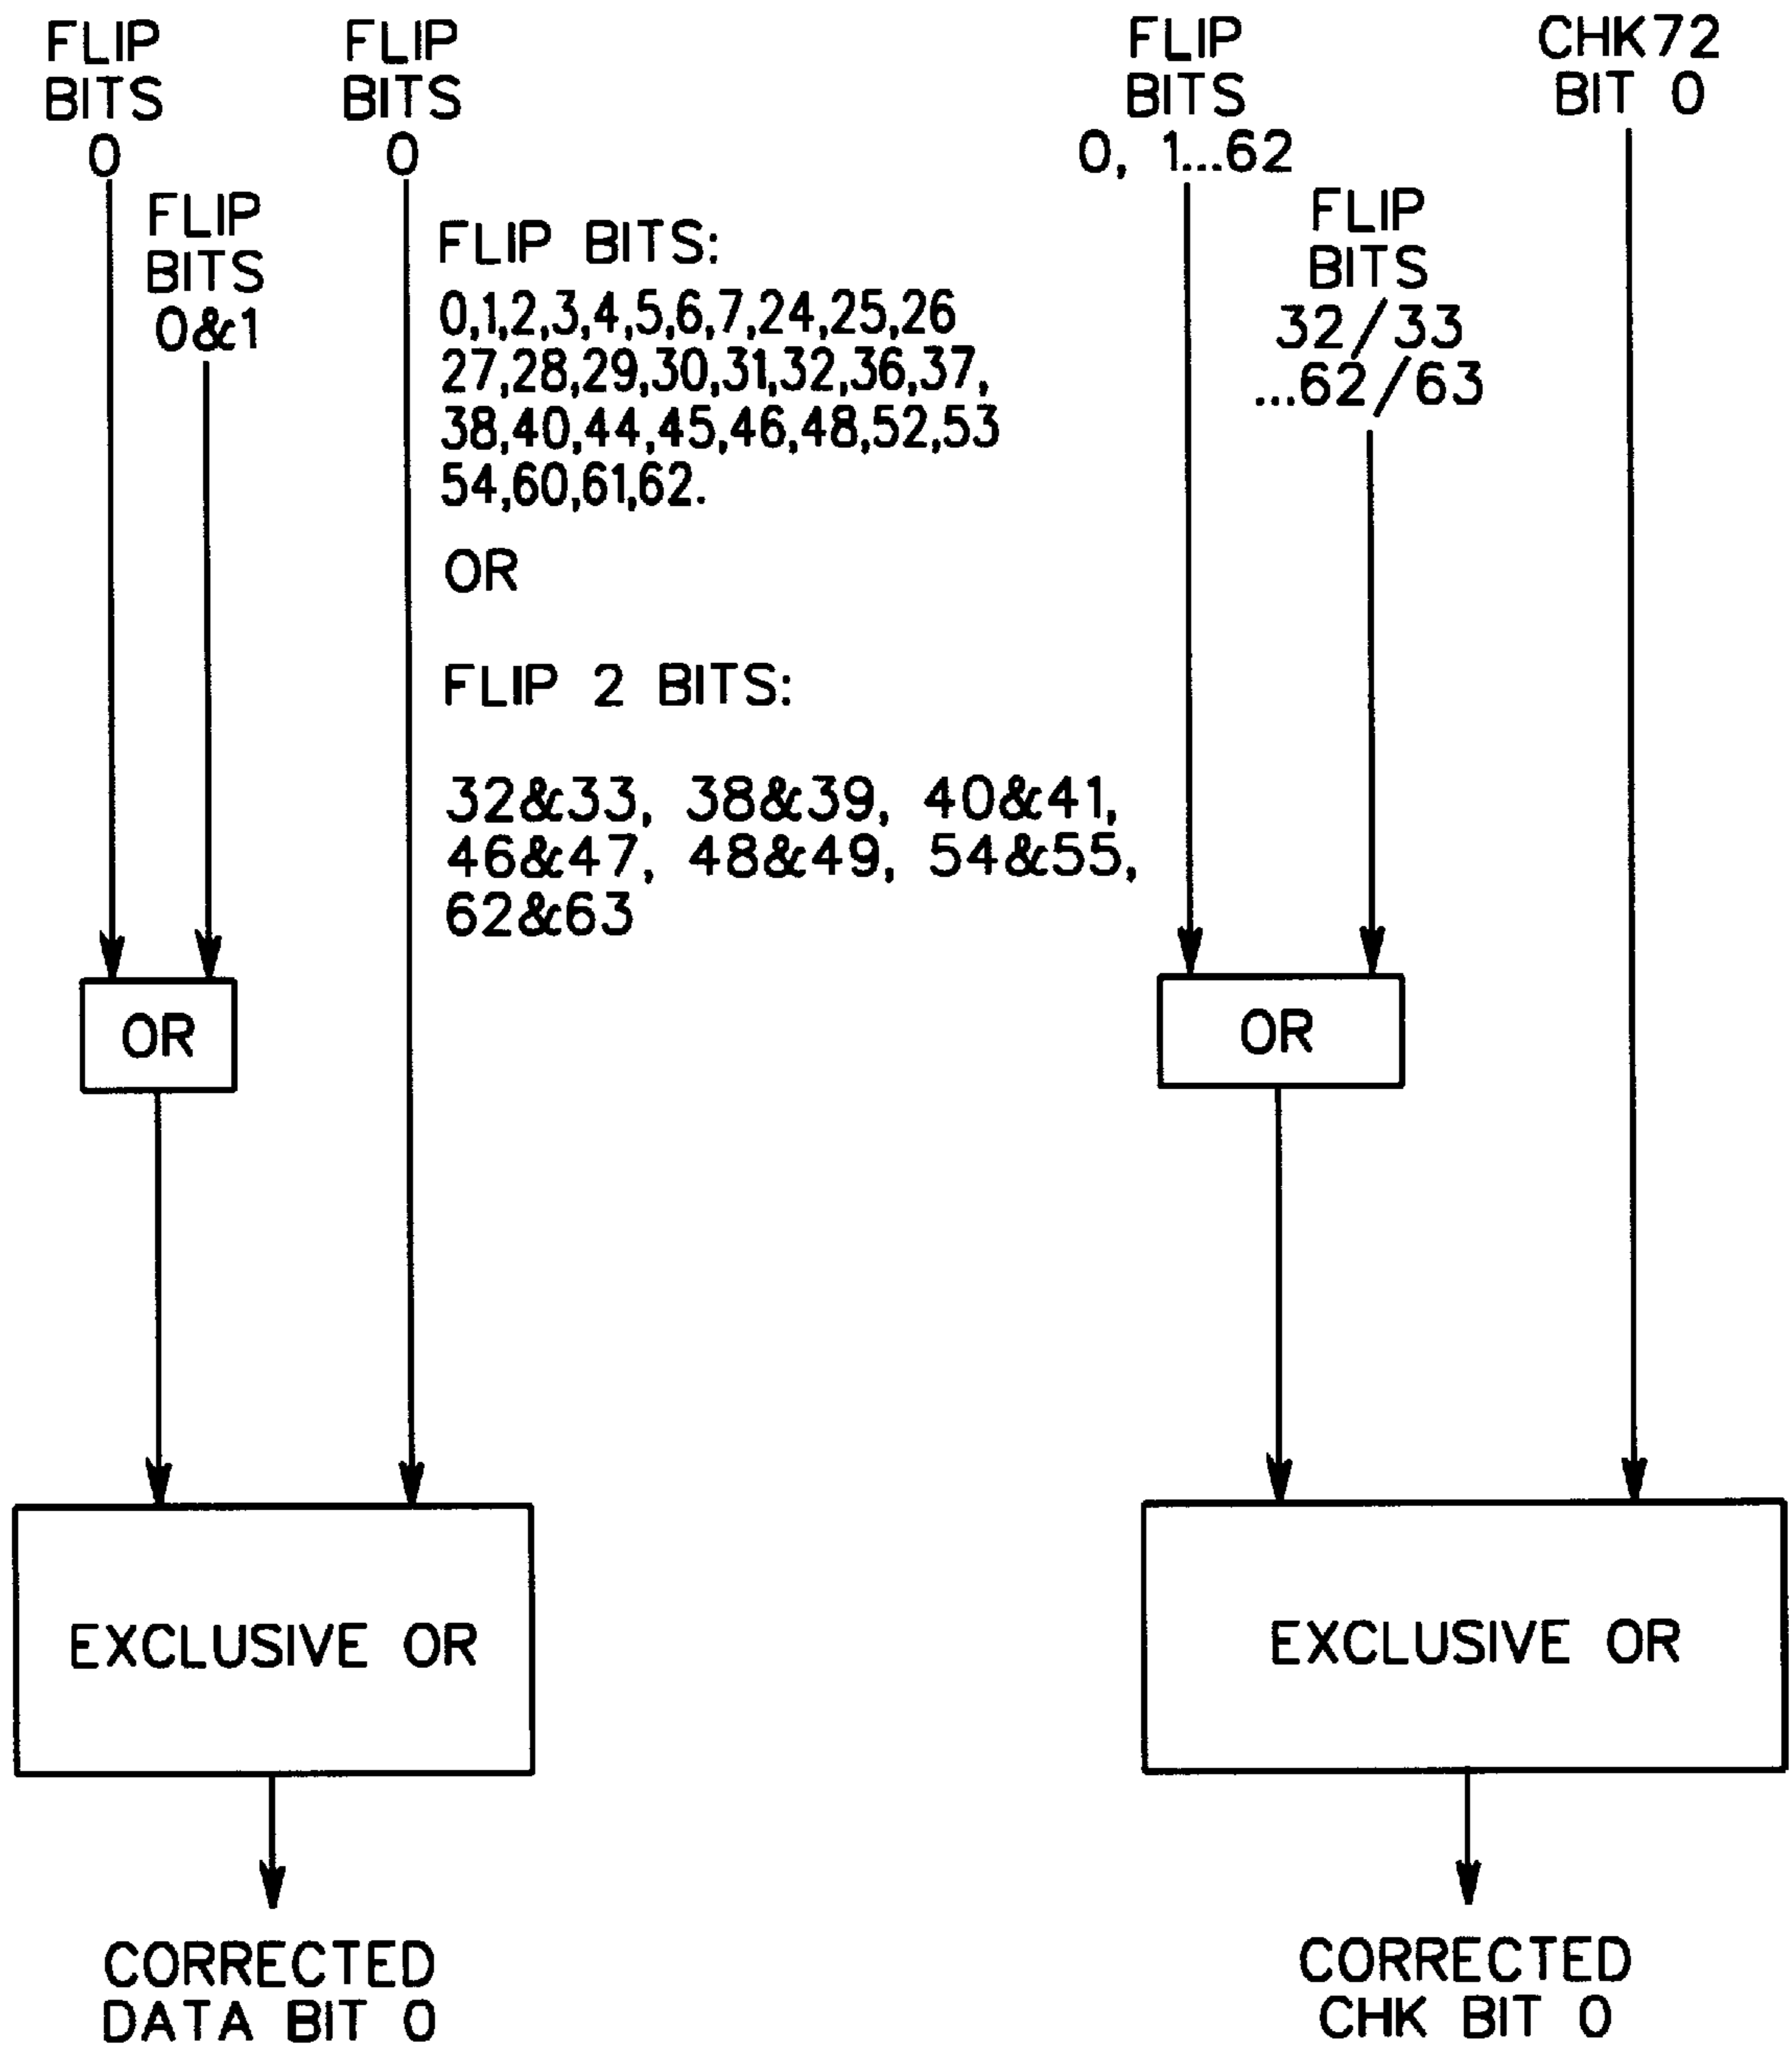 FLIP
BITS
0
FLIP
BITS
0&1
FLIP
BITS
0
FLIP BITS:
0,1,2,3,4,5,6,7,24,25,26
27,28,29,30,31,32,36,37,
38,40,44,45,46,48,52,53
54,60,61,62.
OR
FLIP 2 BITS:
32&33, 38&39, 40&41,
46&47, 48&49, 54&55,
62&63
OR
EXCLUSIVE OR
CORRECTED
DATA BIT 0
FLIP
BITS
0, 1...62
FLIP
BITS
32/33
...62/63
CHK72
BIT 0
OR
EXCLUSIVE OR
CORRECTED
CHK BIT 0